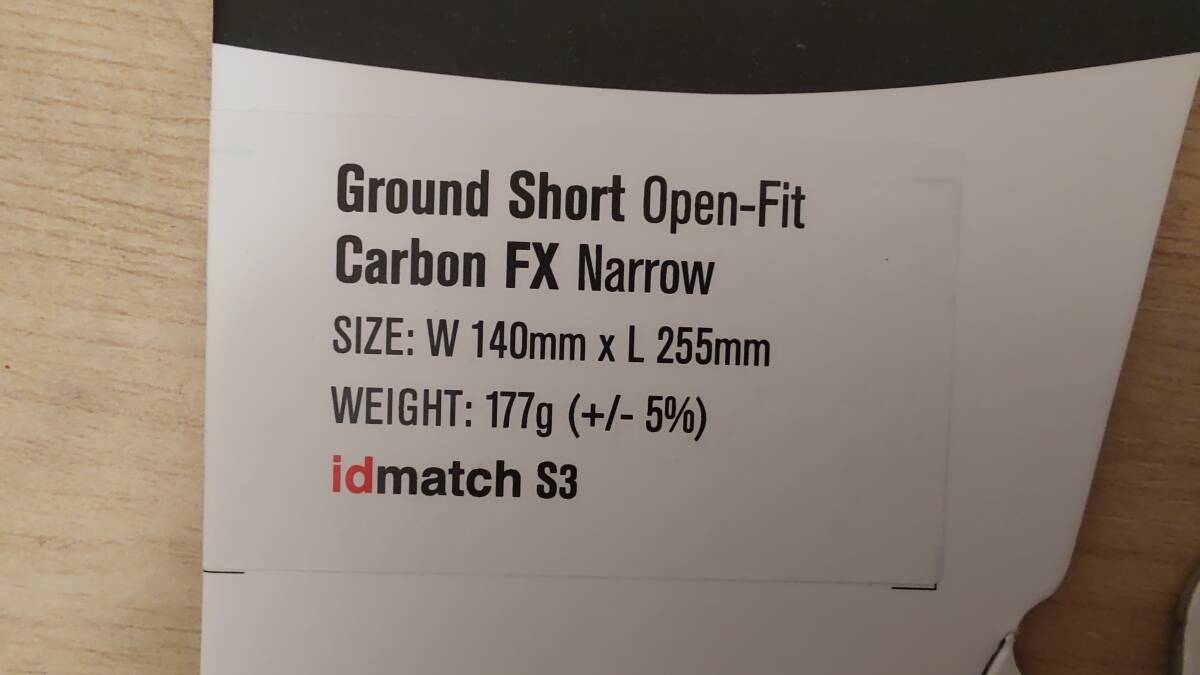 Ground Short Open-Fit
Carbon FX Narrow
SIZE: W 140mm x L 255mm
WEIGHT: 177g (+/- 5%)
idmatch S3